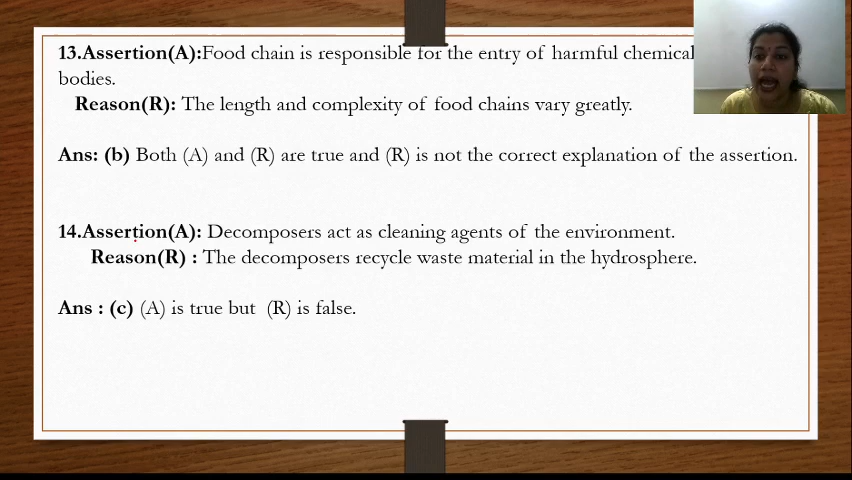 13.Assertion(A):Food chain is responsible for the entry of harmful chemical
bodies.
Reason(R): The length and complexity of food chains vary greatly.
Ans: (b) Both (A) and (R) are true and (R) is not the correct explanation of the assertion.
14.Assertion(A): Decomposers act as cleaning agents of the environment.
Reason(R) : The decomposers recycle waste material in the hydrosphere.
Ans : (c) (A) is true but (R) is false.